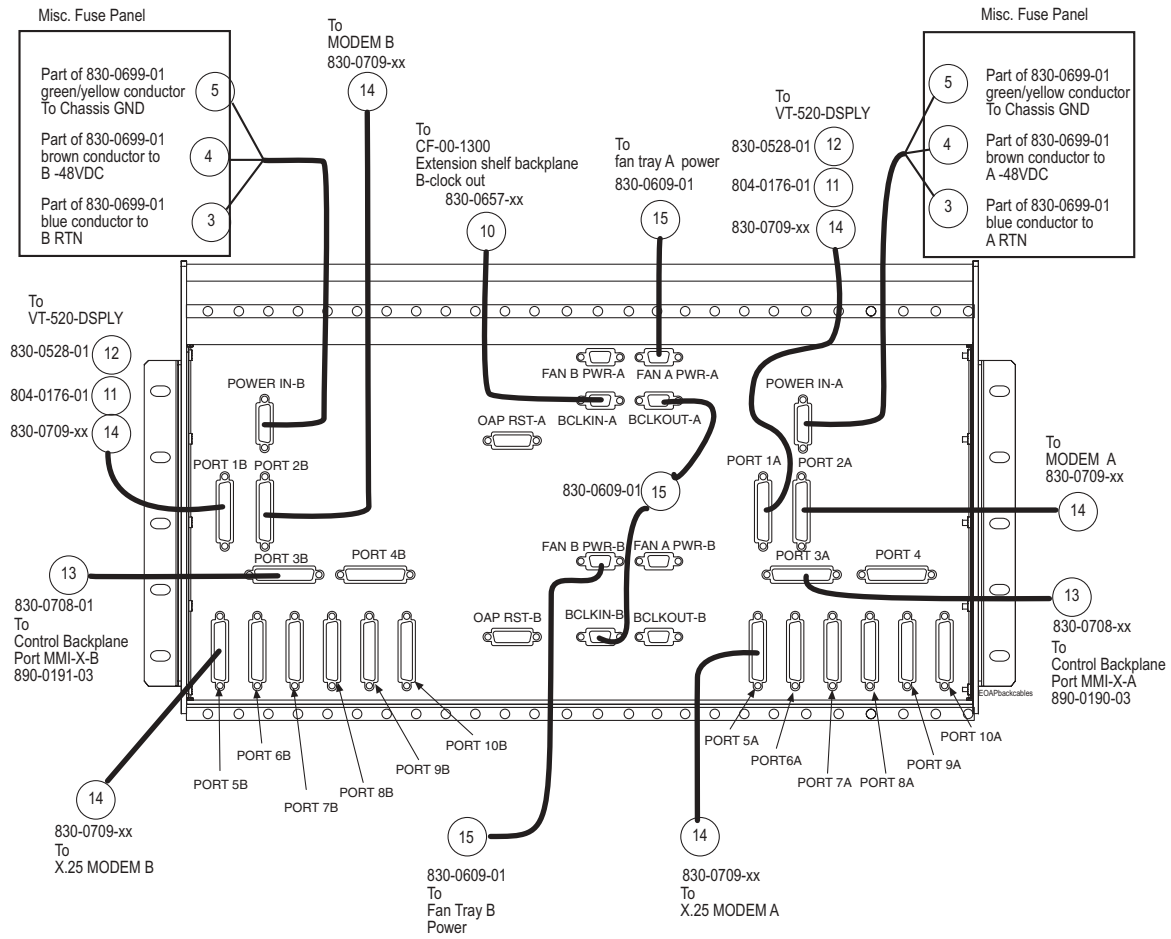 Misc. Fuse Panel
Part of 830-0699-01
green/yellow conductor
To Chassis GND
5
Part of 830-0699-01
brown conductor to
B -48VDC
4
Part of 830-0699-01
blue conductor to
B RTN
3
To
MODEM B
830-0709-xx
14
To
CF-00-1300
Extension shelf backplane
B-clock out
830-0657-xx
10
To
fan tray A power
830-0609-01
15
To
VT-520-DSPLY
830-0528-01
12
804-0176-01
11
830-0709-xx
14
Misc. Fuse Panel
5
Part of 830-0699-01
green/yellow conductor
To Chassis GND
4
Part of 830-0699-01
brown conductor to
A -48VDC
3
Part of 830-0699-01
blue conductor to
A RTN
To
VT-520-DSPLY
830-0528-01
12
804-0176-01
11
830-0709-xx
14
POWER IN-B
FAN B PWR-A
FAN A PWR-A
POWER IN-A
OAP RST-A
BCLKIN-A
BCLKOUT-A
PORT 1B
PORT 2B
PORT 1A
PORT 2A
To
MODEM A
830-0709-xx
14
830-0609-01
15
FAN B PWR-B
FAN A PWR-B
PORT 3B
PORT 4B
PORT 3A
PORT 4
13
830-0708-01
To
Control Backplane
Port MMI-X-B
890-0191-03
13
830-0708-xx
To
Control Backplane
Port MMI-X-A
890-0190-03
OAP RST-B
BCLKIN-B
BCLKOUT-B
EOAPbackcables
PORT 5B
PORT 6B
PORT 7B
PORT 8B
PORT 9B
PORT 10B
PORT 5A
PORT6A
PORT 7A
PORT 8A
PORT 9A
PORT 10A
14
830-0709-xx
To
X.25 MODEM B
15
830-0609-01
To
Fan Tray B
Power
14
830-0709-xx
To
X.25 MODEM A